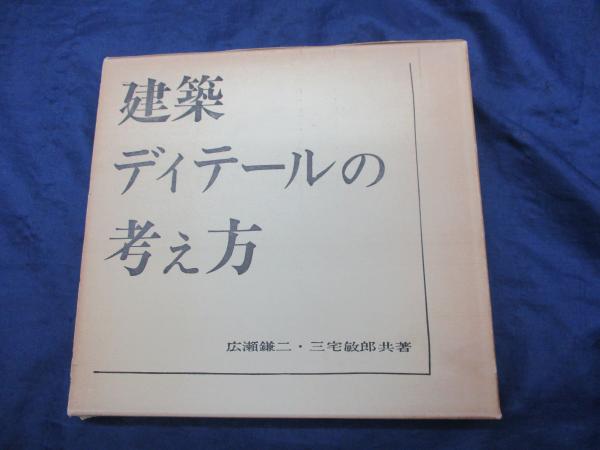 建築
ディテールの
考え方
広瀬鎌二・三宅敏郎共著